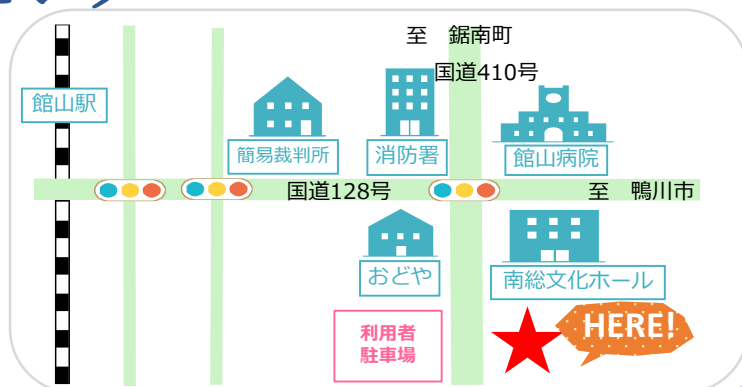 至 鋸南町
国道410号
館山駅
簡易裁判所
消防署
館山病院
国道128号
至 鴨川市
おどや
南総文化ホール
利用者
駐車場
HERE!